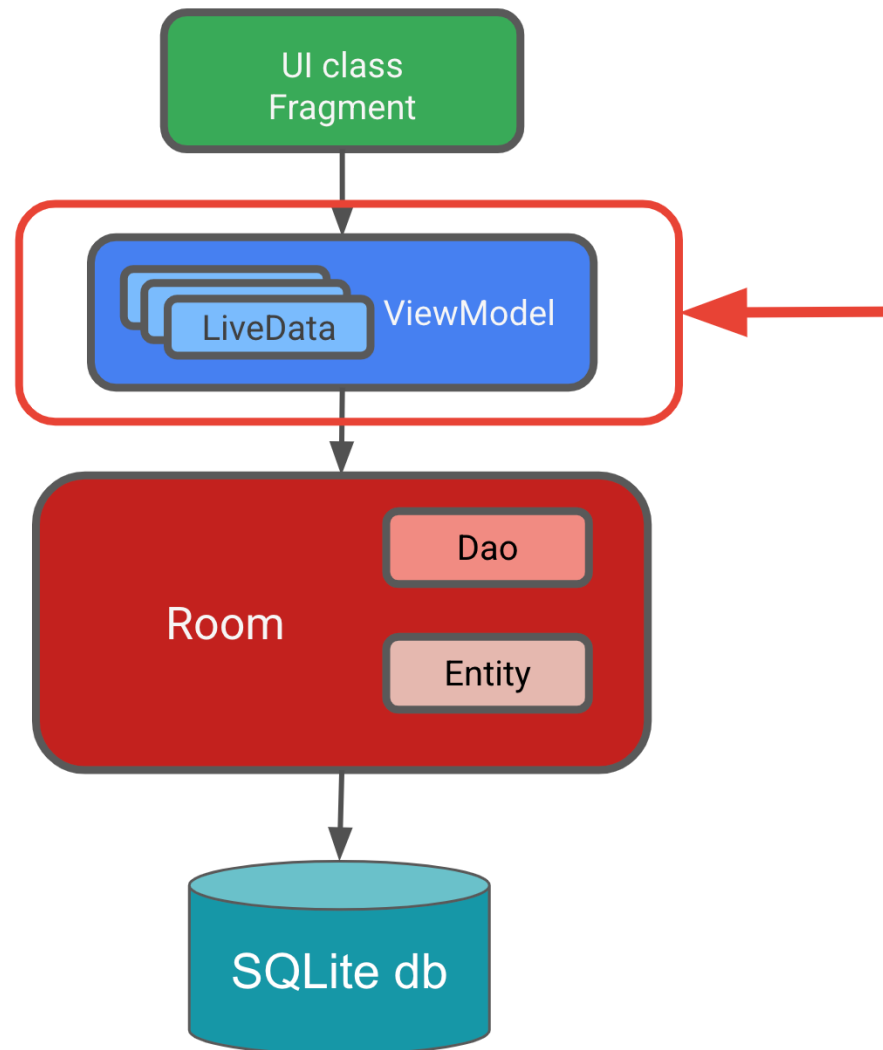 UI class
Fragment
LiveData
ViewModel
Dao
Room
Entity
SQLite db